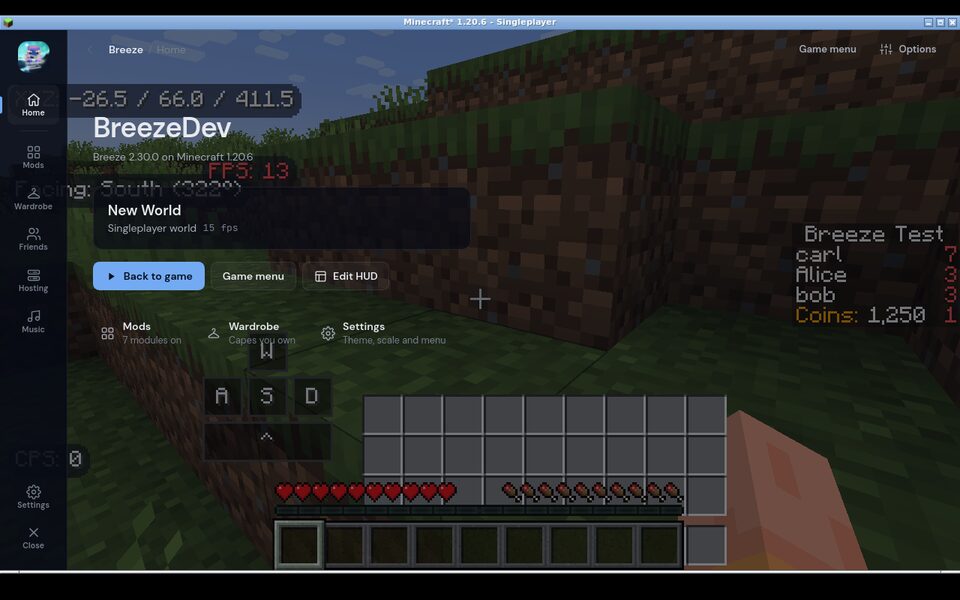 Minecraft* 1.20.6 - Singleplayer
Breeze / Home
Game menu
Options
-26.5 / 66.0 / 411.5
Home
BreezeDev
Breeze 2.30.0 on Minecraft 1.20.6
FPS: 13
Mods
Facing: South (322°)
Wardrobe
New World
Singleplayer world 15 fps
Friends
Breeze Test
carl 7
Alice 3
bob 3
Coins: 1,250 1
Hosting
Back to game
Game menu
Edit HUD
Music
Mods
7 modules on
Wardrobe
Capes you own
Settings
Theme, scale and menu
W
A S D
^
CPS: 0
Settings
Close